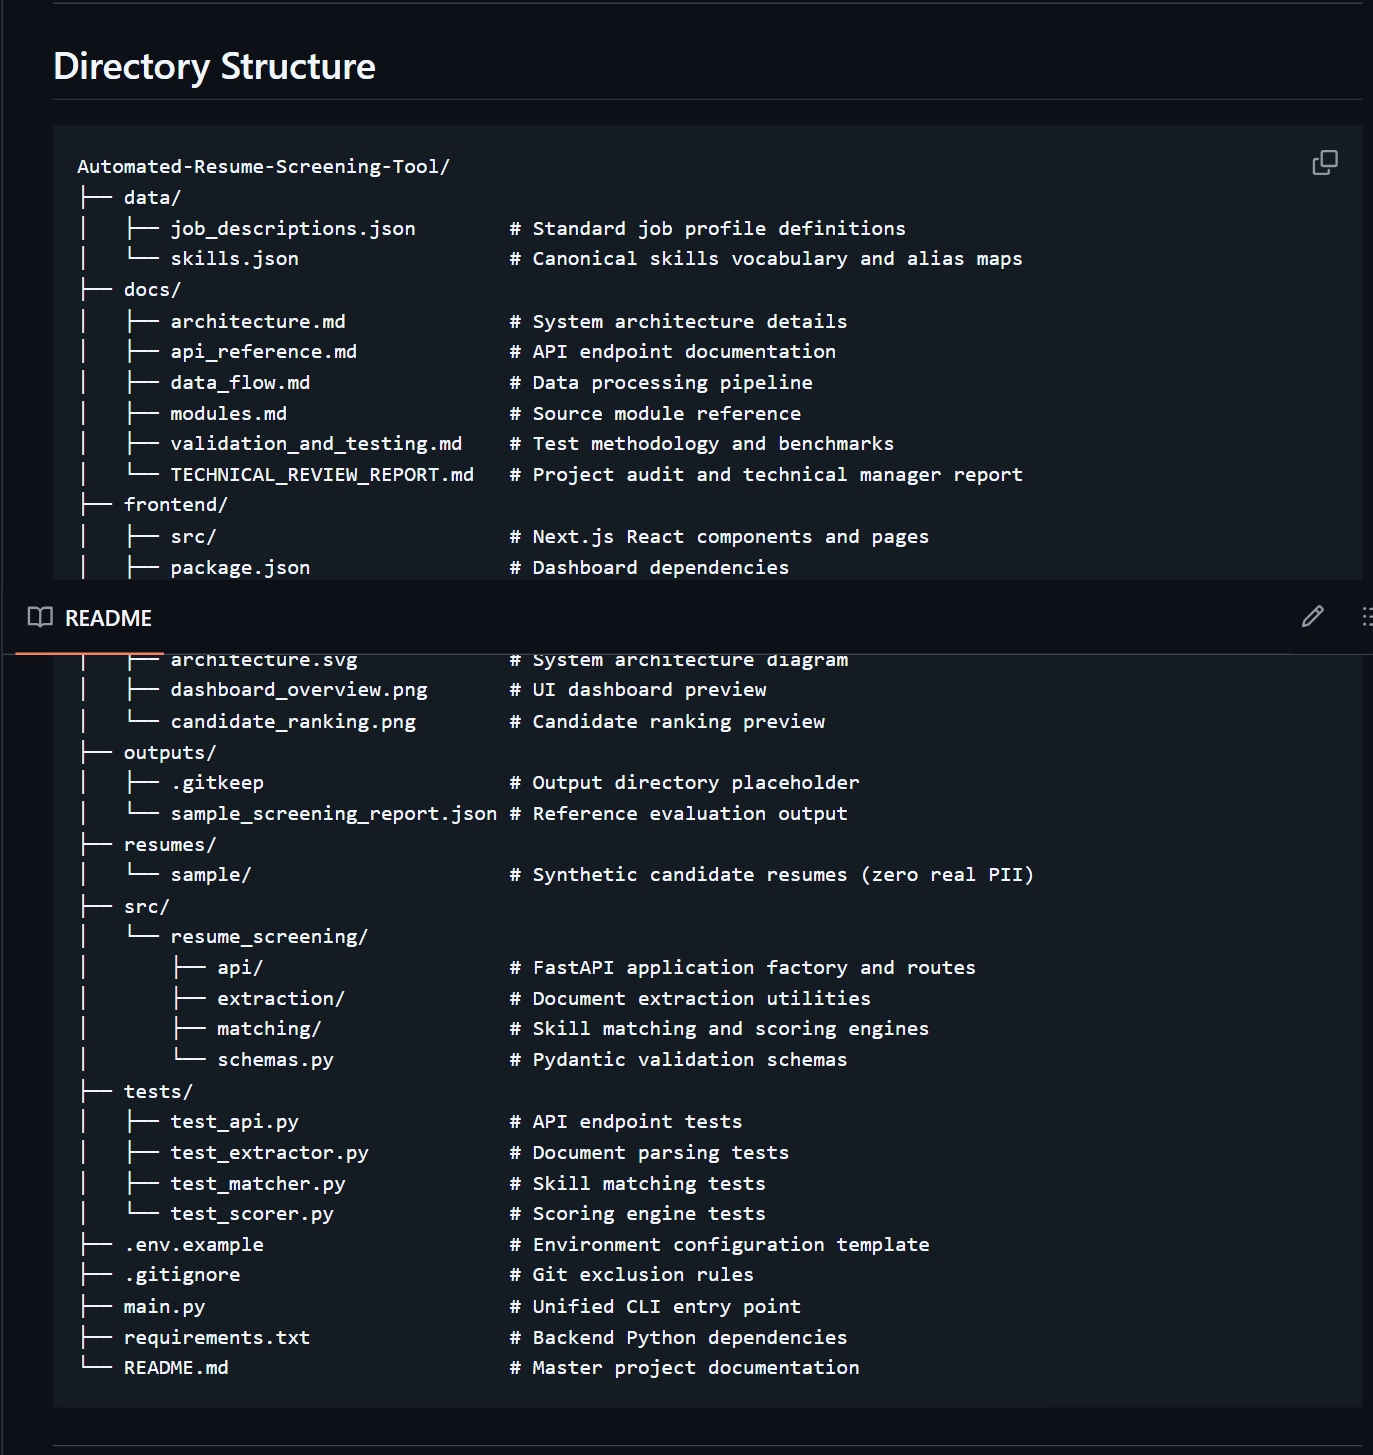 Directory Structure
Automated-Resume-Screening-Tool/
├── data/
│   ├── job_descriptions.json        # Standard job profile definitions
│   └── skills.json                  # Canonical skills vocabulary and alias maps
├── docs/
│   ├── architecture.md              # System architecture details
│   ├── api_reference.md             # API endpoint documentation
│   ├── data_flow.md                 # Data processing pipeline
│   ├── modules.md                   # Source module reference
│   ├── validation_and_testing.md    # Test methodology and benchmarks
│   └── TECHNICAL_REVIEW_REPORT.md   # Project audit and technical manager report
├── frontend/
│   ├── src/                         # Next.js React components and pages
│   ├── package.json                 # Dashboard dependencies
README
│   ├── architecture.svg             # System architecture diagram
│   ├── dashboard_overview.png       # UI dashboard preview
│   └── candidate_ranking.png        # Candidate ranking preview
├── outputs/
│   ├── .gitkeep                     # Output directory placeholder
│   └── sample_screening_report.json # Reference evaluation output
├── resumes/
│   └── sample/                      # Synthetic candidate resumes (zero real PII)
├── src/
│   └── resume_screening/
│       ├── api/                     # FastAPI application factory and routes
│       ├── extraction/              # Document extraction utilities
│       ├── matching/                # Skill matching and scoring engines
│       └── schemas.py               # Pydantic validation schemas
├── tests/
│   ├── test_api.py                  # API endpoint tests
│   ├── test_extractor.py            # Document parsing tests
│   ├── test_matcher.py              # Skill matching tests
│   └── test_scorer.py               # Scoring engine tests
├── .env.example                     # Environment configuration template
├── .gitignore                       # Git exclusion rules
├── main.py                          # Unified CLI entry point
├── requirements.txt                 # Backend Python dependencies
└── README.md                        # Master project documentation